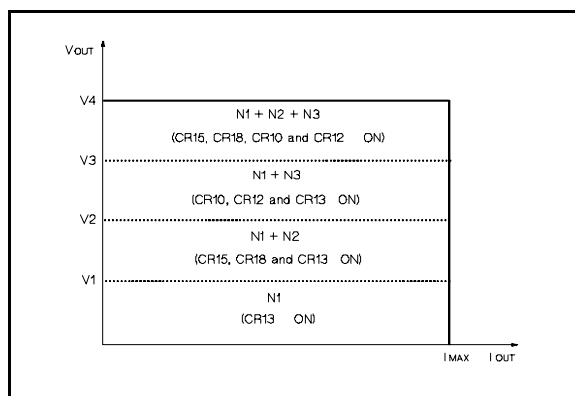 VOUT
V4
N1 + N2 + N3
(CR15, CR18, CR10 and CR12 ON)
V3
N1 + N3
(CR10, CR12 and CR13 ON)
V2
N1 + N2
(CR15, CR18 and CR13 ON)
V1
N1
(CR13 ON)
IMAX IOUT